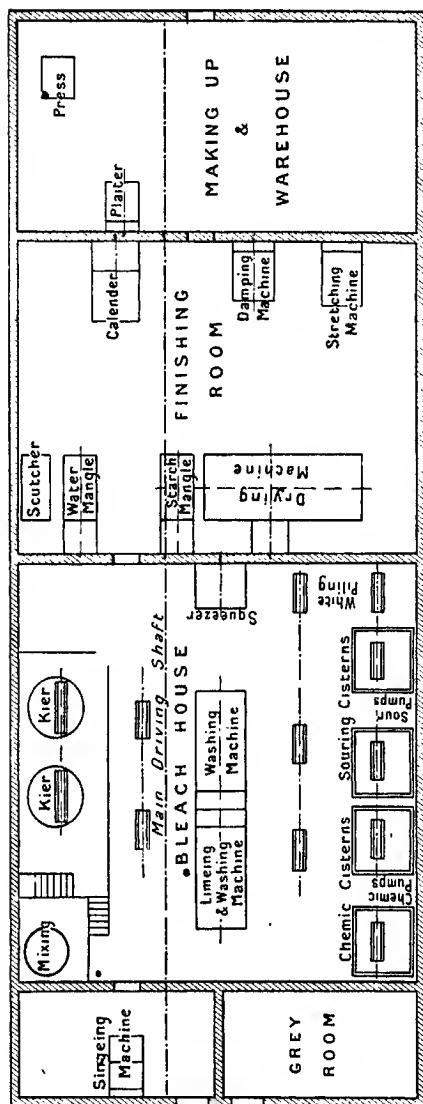 Singeing
Machine
GREY
ROOM
Mixing
Kier
Kier
Main Driving Shaft
BLEACH HOUSE
Limeing
& Washing
Machine
Washing
Machine
Squeezer
Chemic Cisterns
Chemic
Pumps
Souring Cisterns
Sour
Pumps
White
Piling
Scutcher
Water
Mangle
Starch
Mangle
Drying
Machine
FINISHING
ROOM
Calender
Damping
Machine
Stretching
Machine
Plaiter
Press
MAKING UP
&
WAREHOUSE